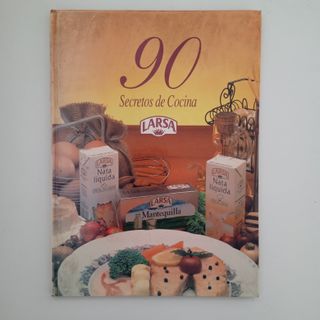 90
Secretos de Cocina
LARSA
LARSA
Nata
líquida
LARSA
Mantequilla
LARSA
Nata
líquida